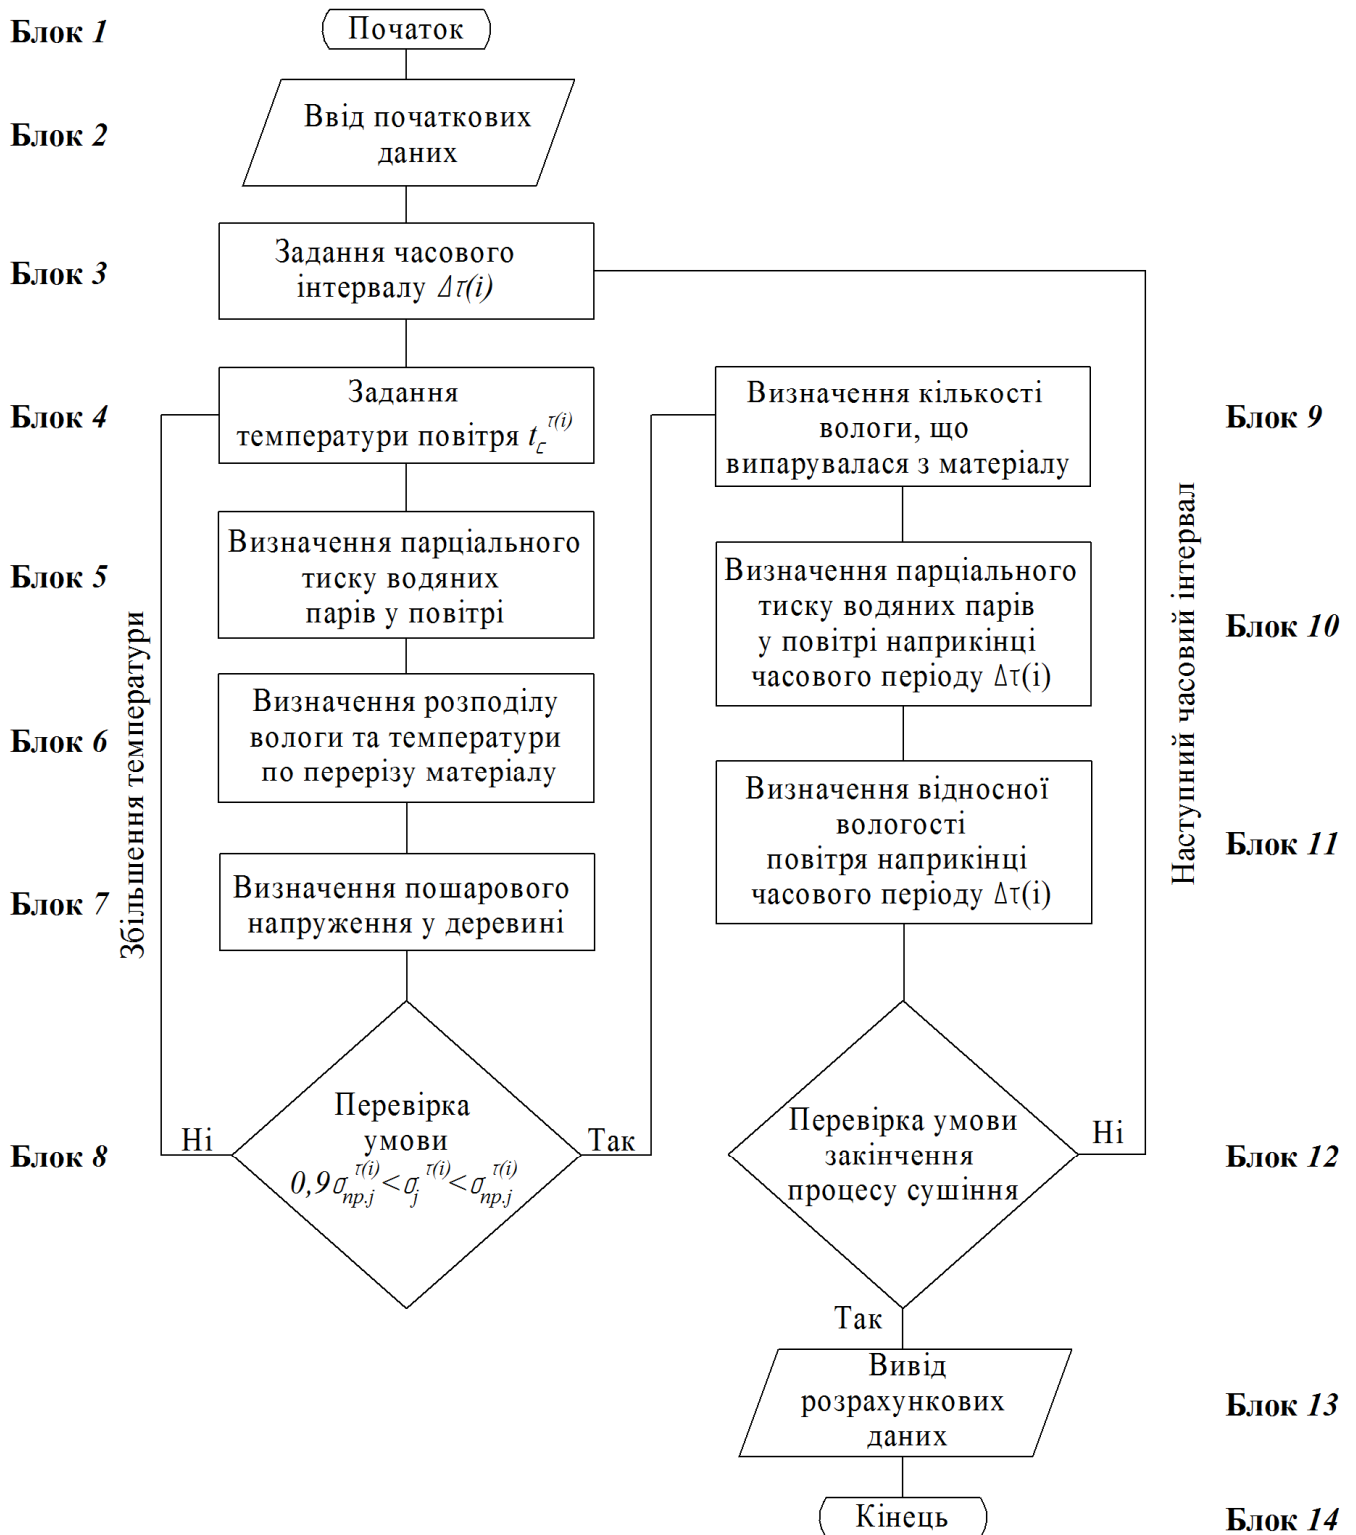 Блок 1
Початок
Блок 2
Ввід початкових
даних
Блок 3
Задання часового
інтервалу Δτ(i)
Блок 4
Задання
температури повітря t_c^τ(i)
Блок 5
Визначення парціального
тиску водяних
парів у повітрі
Блок 6
Визначення розподілу
вологи та температури
по перерізу матеріалу
Блок 7
Визначення пошарового
напруження у деревині
Збільшення температури
Блок 8
Перевірка
умови
0,9σ_пр.j^τ(i)<σ_j^τ(i)<σ_пр.j^τ(i)
Ні
Так
Визначення кількості
вологи, що
випарувалася з матеріалу
Блок 9
Визначення парціального
тиску водяних парів
у повітрі наприкінці
часового періоду Δτ(i)
Блок 10
Визначення відносної
вологості
повітря наприкінці
часового періоду Δτ(i)
Блок 11
Наступний часовий інтервал
Перевірка умови
закінчення
процесу сушіння
Ні
Блок 12
Так
Вивід
розрахункових
даних
Блок 13
Кінець
Блок 14